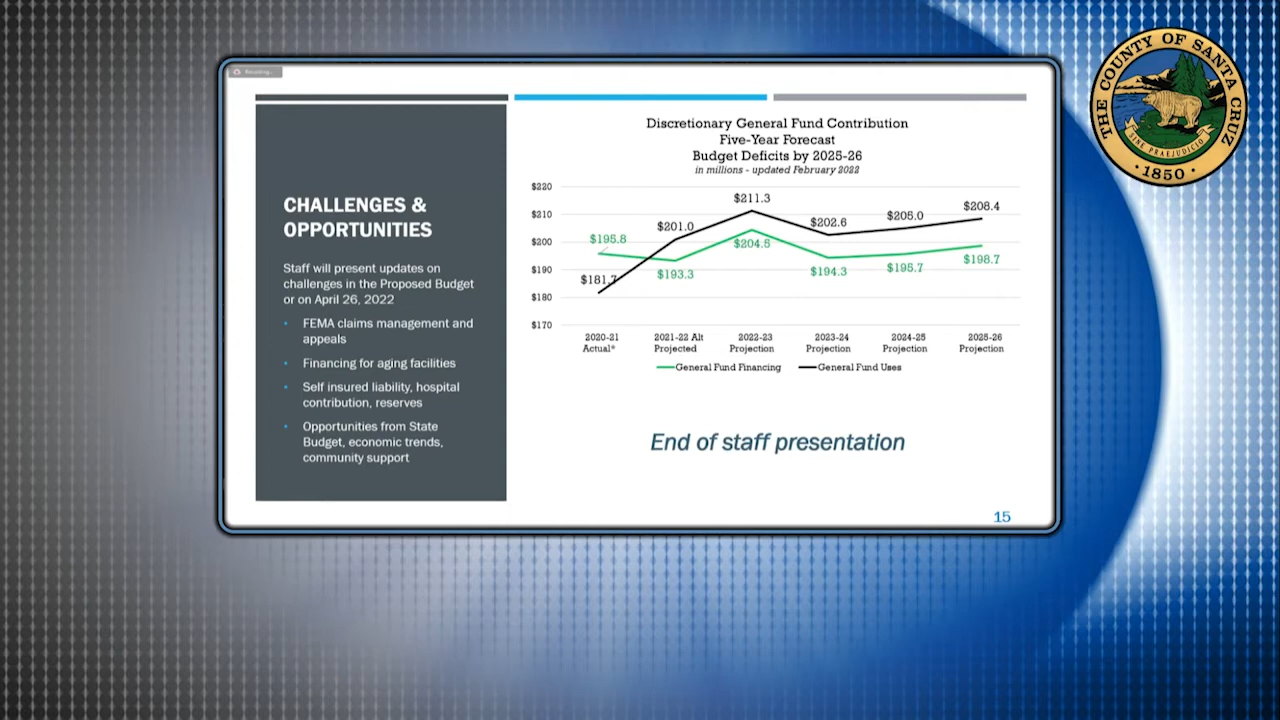 Recording...
CHALLENGES &
OPPORTUNITIES
Staff will present updates on
challenges in the Proposed Budget
or on April 26, 2022
• FEMA claims management and
appeals
• Financing for aging facilities
• Self insured liability, hospital
contribution, reserves
• Opportunities from State
Budget, economic trends,
community support
Discretionary General Fund Contribution
Five-Year Forecast
Budget Deficits by 2025-26
in millions - updated February 2022
$220
$210
$200
$190
$180
$170
$195.8
$181.7
$201.0
$193.3
$211.3
$204.5
$202.6
$194.3
$205.0
$195.7
$208.4
$198.7
2020-21
Actual*
2021-22 Alt
Projected
2022-23
Projection
2023-24
Projection
2024-25
Projection
2025-26
Projection
General Fund Financing
General Fund Uses
End of staff presentation
15
THE COUNTY OF SANTA CRUZ
SINE PRAEJUDICIO
• 1850 •